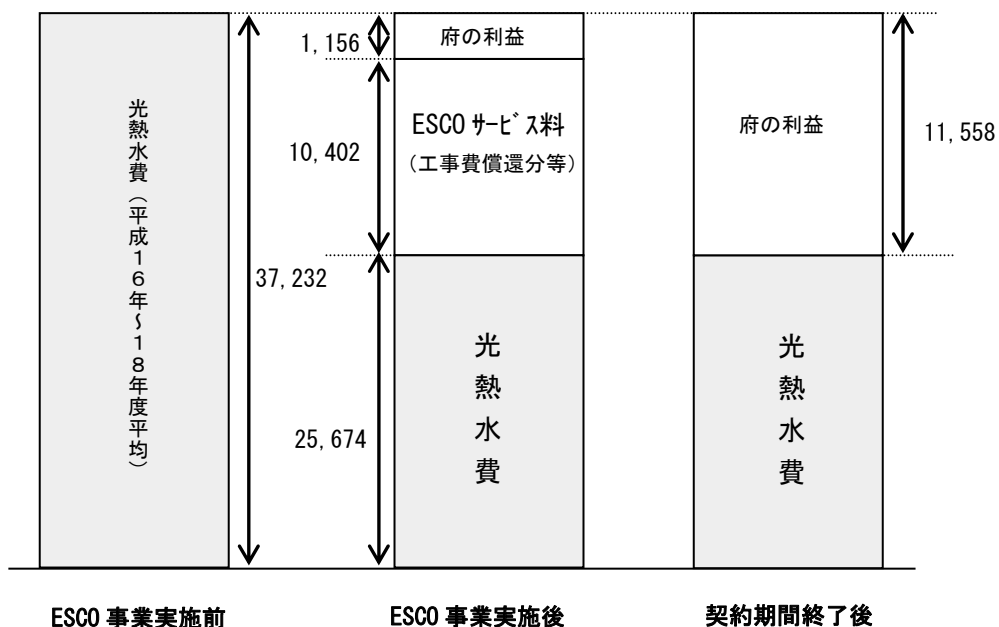 光熱水費（平成１６年～１８年度平均）
37,232
1,156
府の利益
10,402
ESCO ｻｰﾋﾞｽ料
（工事費償還分等）
25,674
光熱水費
府の利益
11,558
光熱水費
ESCO 事業実施前
ESCO 事業実施後
契約期間終了後